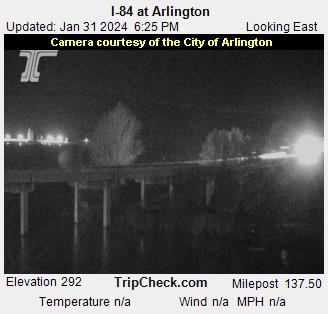 I-84 at Arlington
Updated: Jan 31 2024 6:25 PM Looking East
Camera courtesy of the City of Arlington
Elevation 292 TripCheck.com Milepost 137.50
Temperature n/a Wind n/a MPH n/a